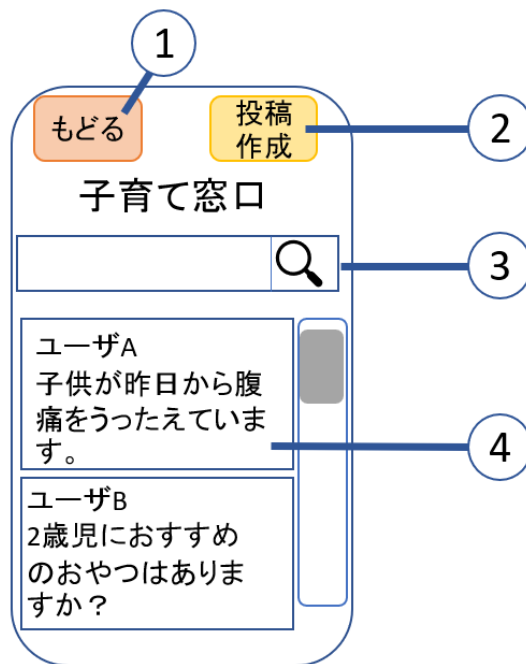 1
もどる
投稿
作成
2
子育て窓口
3
ユーザA
子供が昨日から腹
痛をうったえていま
す。
4
ユーザB
2歳児におすすめ
のおやつはありま
すか？